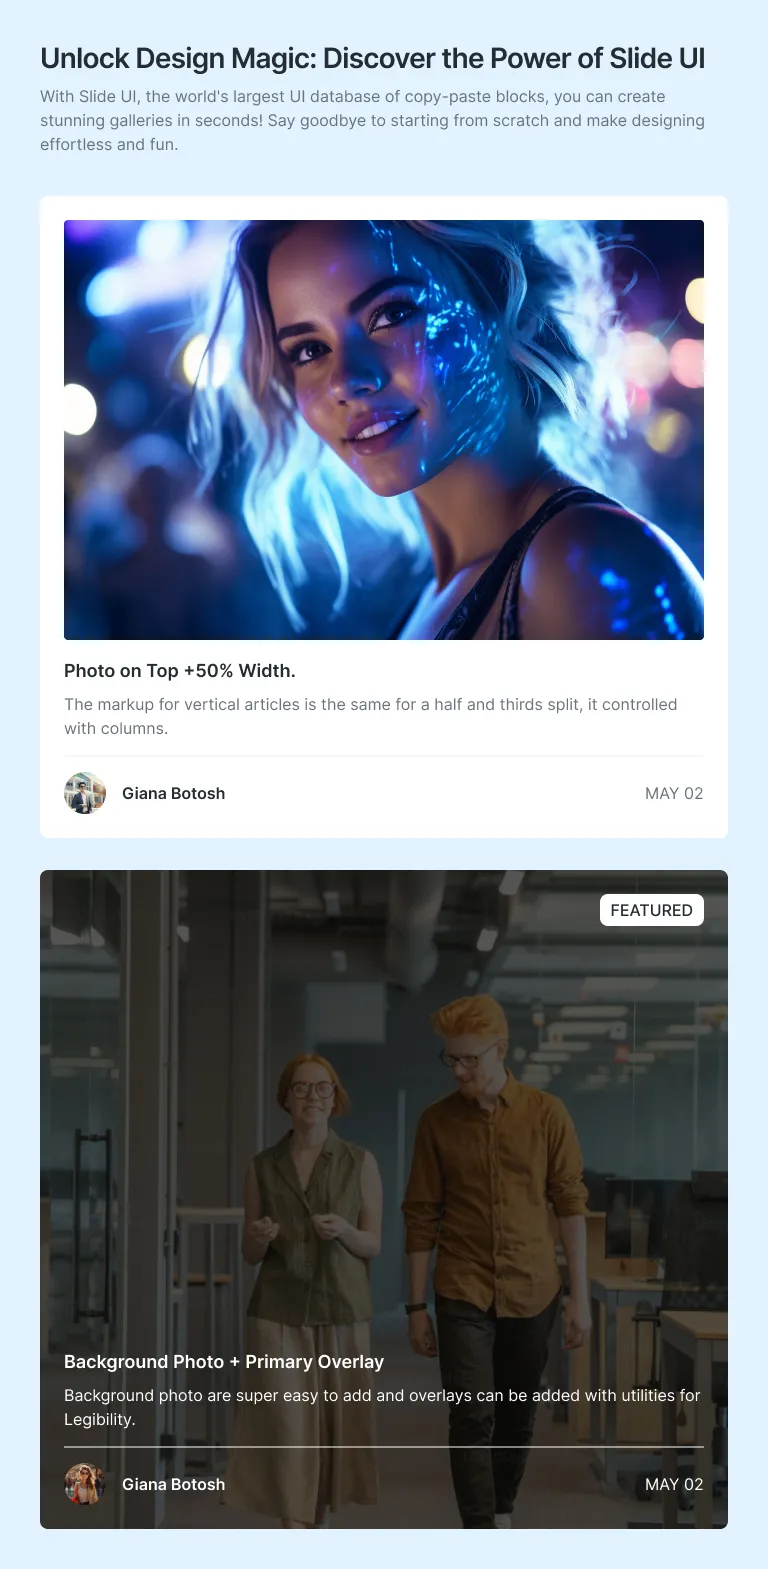 Unlock Design Magic: Discover the Power of Slide UI
With Slide UI, the world's largest UI database of copy-paste blocks, you can create
stunning galleries in seconds! Say goodbye to starting from scratch and make designing
effortless and fun.
Photo on Top +50% Width.
The markup for vertical articles is the same for a half and thirds split, it controlled
with columns.
Giana Botosh
MAY 02
FEATURED
Background Photo + Primary Overlay
Background photo are super easy to add and overlays can be added with utilities for
Legibility.
Giana Botosh
MAY 02